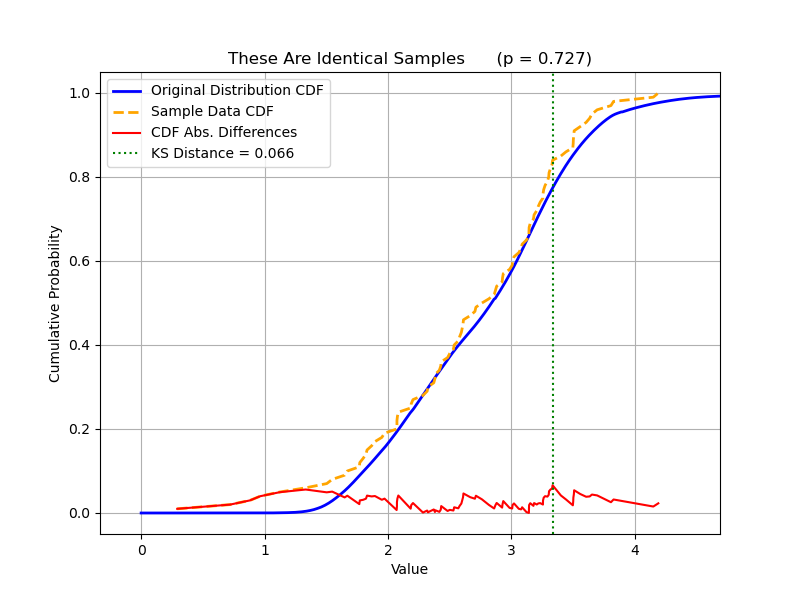 These Are Identical Samples      (p = 0.727)
Original Distribution CDF
Sample Data CDF
CDF Abs. Differences
KS Distance = 0.066
Cumulative Probability
1.0
0.8
0.6
0.4
0.2
0.0
0 1 2 3 4
Value